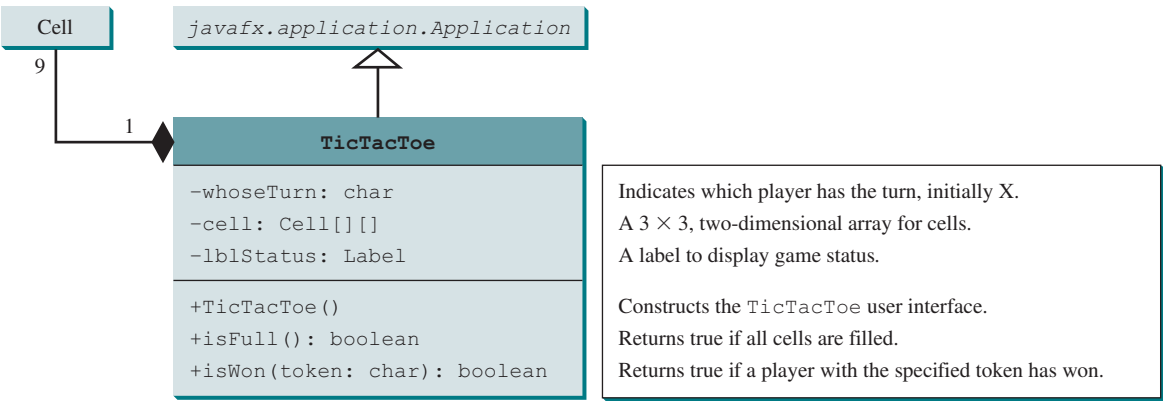 Cell
javafx.application.Application
9
1
TicTacToe
-whoseTurn: char
-cell: Cell[][]
-lblStatus: Label
+TicTacToe()
+isFull(): boolean
+isWon(token: char): boolean
Indicates which player has the turn, initially X.
A 3 × 3, two-dimensional array for cells.
A label to display game status.
Constructs the TicTacToe user interface.
Returns true if all cells are filled.
Returns true if a player with the specified token has won.